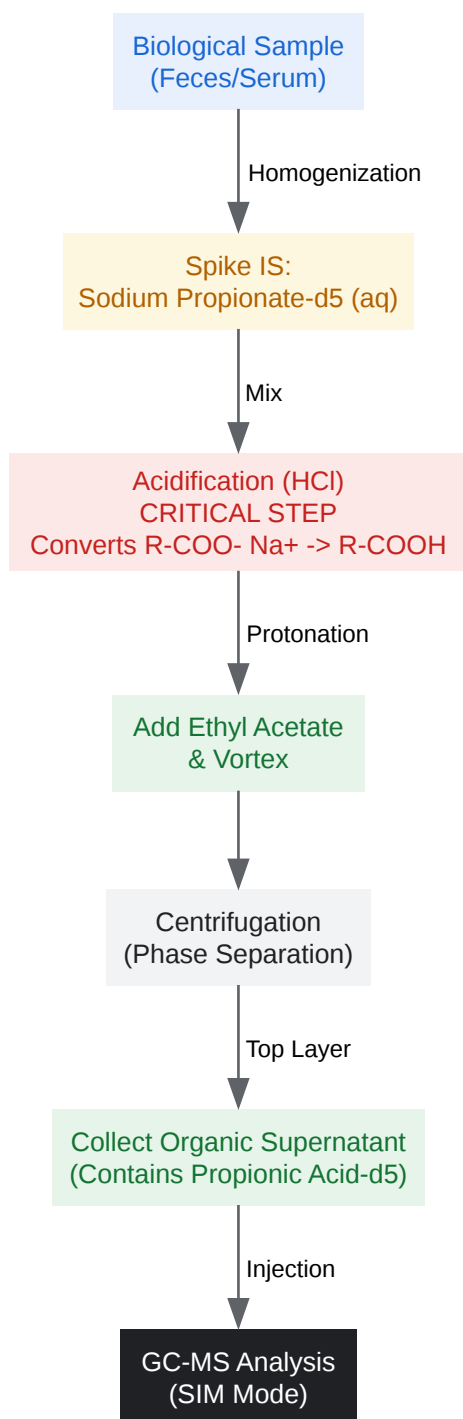 Biological Sample
(Feces/Serum)
Homogenization
Spike IS:
Sodium Propionate-d5 (aq)
Mix
Acidification (HCl)
CRITICAL STEP
Converts R-COO- Na+ -> R-COOH
Protonation
Add Ethyl Acetate
& Vortex
Centrifugation
(Phase Separation)
Top Layer
Collect Organic Supernatant
(Contains Propionic Acid-d5)
Injection
GC-MS Analysis
(SIM Mode)